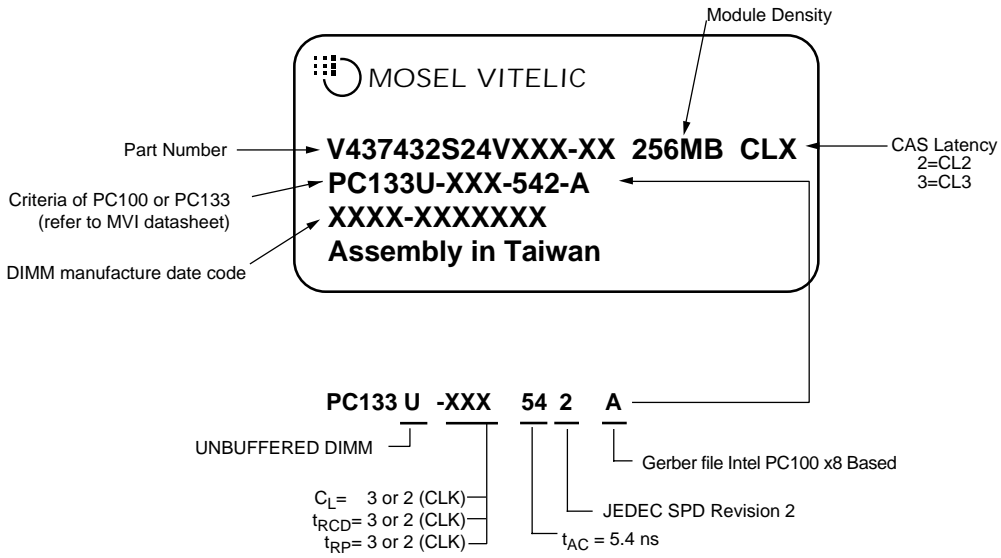 Module Density
MOSEL VITELIC
Part Number
V437432S24VXXX-XX 256MB CLX
CAS Latency
2=CL2
3=CL3
Criteria of PC100 or PC133
(refer to MVI datasheet)
PC133U-XXX-542-A
XXXX-XXXXXXX
DIMM manufacture date code
Assembly in Taiwan
PC133 U -XXX 54 2 A
UNBUFFERED DIMM
Gerber file Intel PC100 x8 Based
CL= 3 or 2 (CLK)
tRCD= 3 or 2 (CLK)
tRP= 3 or 2 (CLK)
JEDEC SPD Revision 2
tAC = 5.4 ns